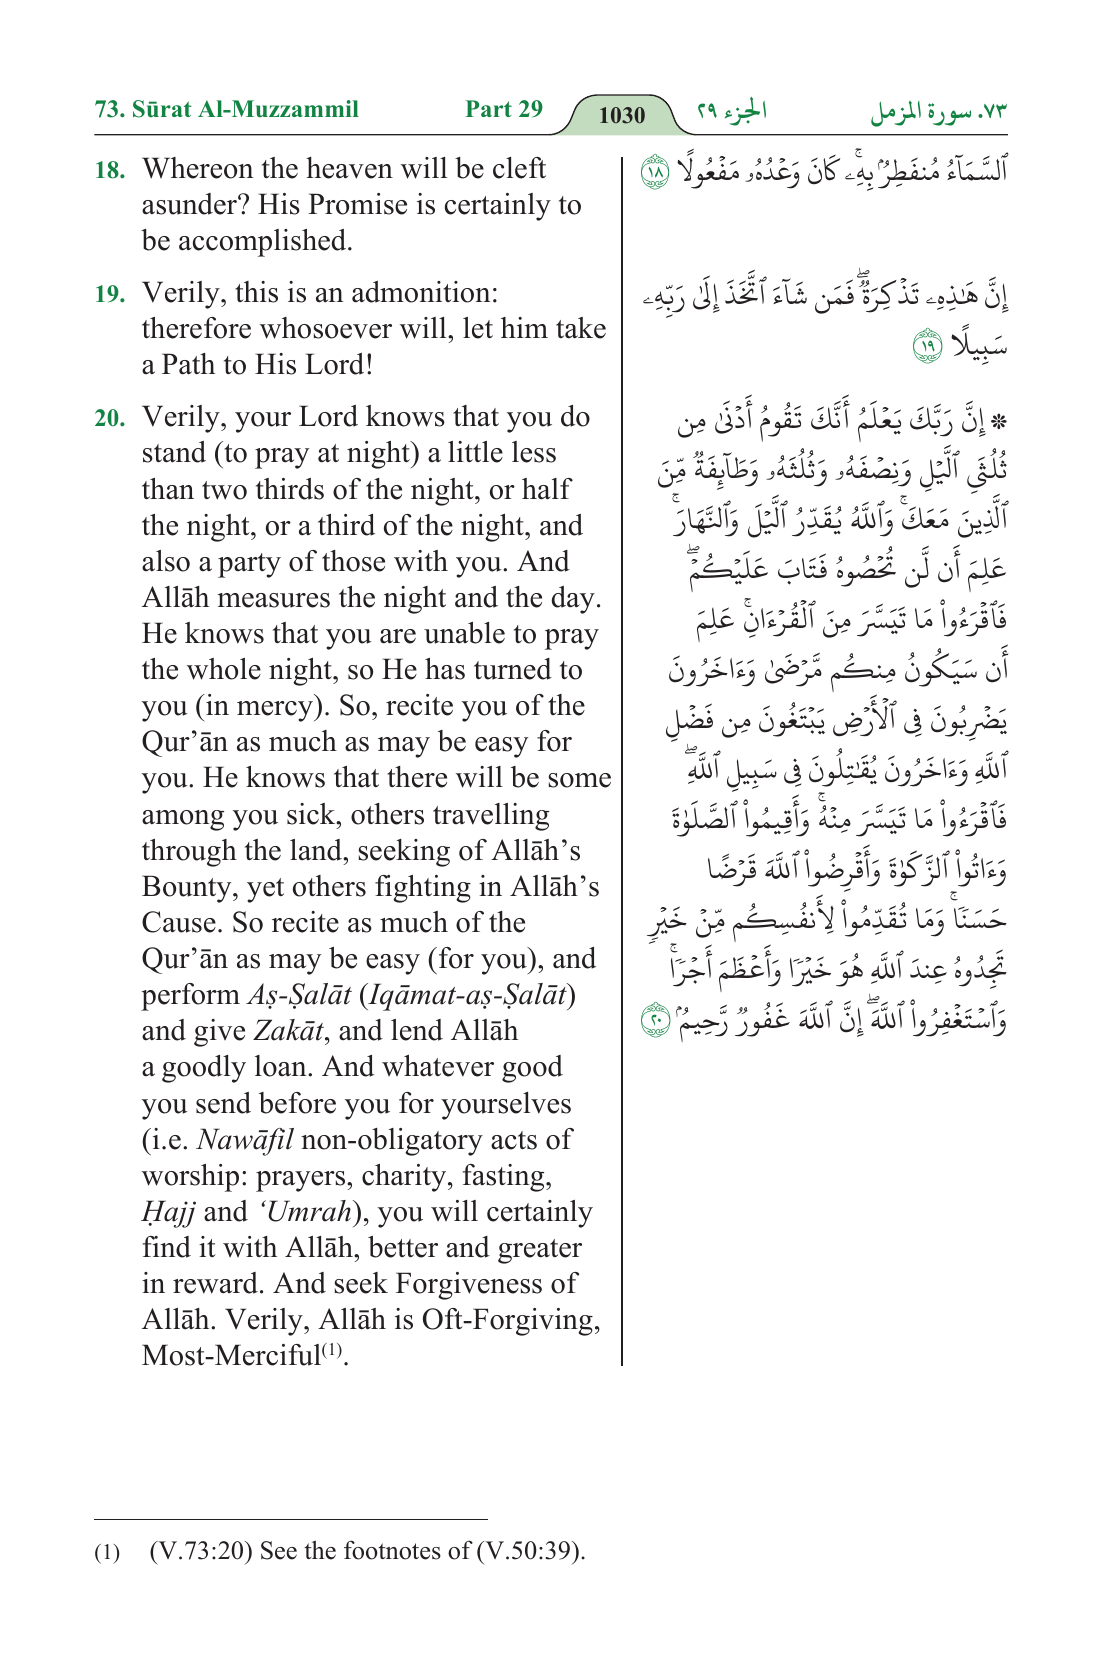 73. Sūrat Al-Muzzammil Part 29 1030 الجزء ٢٩ ٧٣. سورة المزمل
18. Whereon the heaven will be cleft
asunder? His Promise is certainly to
be accomplished.
19. Verily, this is an admonition:
therefore whosoever will, let him take
a Path to His Lord!
20. Verily, your Lord knows that you do
stand (to pray at night) a little less
than two thirds of the night, or half
the night, or a third of the night, and
also a party of those with you. And
Allāh measures the night and the day.
He knows that you are unable to pray
the whole night, so He has turned to
you (in mercy). So, recite you of the
Qur’ān as much as may be easy for
you. He knows that there will be some
among you sick, others travelling
through the land, seeking of Allāh’s
Bounty, yet others fighting in Allāh’s
Cause. So recite as much of the
Qur’ān as may be easy (for you), and
perform Aṣ-Ṣalāt (Iqāmat-aṣ-Ṣalāt)
and give Zakāt, and lend Allāh
a goodly loan. And whatever good
you send before you for yourselves
(i.e. Nawāfil non-obligatory acts of
worship: prayers, charity, fasting,
Ḥajj and ‘Umrah), you will certainly
find it with Allāh, better and greater
in reward. And seek Forgiveness of
Allāh. Verily, Allāh is Oft-Forgiving,
Most-Merciful(1).
ٱلسَّمَآءُ مُنفَطِرُۢ بِهِۦۚ كَانَ وَعْدُهُۥ مَفْعُولًا ١٨
إِنَّ هَـٰذِهِۦ تَذْكِرَةٌۖ فَمَن شَآءَ ٱتَّخَذَ إِلَىٰ رَبِّهِۦ
سَبِيلًا ١٩
۞ إِنَّ رَبَّكَ يَعْلَمُ أَنَّكَ تَقُومُ أَدْنَىٰ مِن
ثُلُثَىِ ٱلَّيْلِ وَنِصْفَهُۥ وَثُلُثَهُۥ وَطَآئِفَةٌ مِّنَ
ٱلَّذِينَ مَعَكَۚ وَٱللَّهُ يُقَدِّرُ ٱلَّيْلَ وَٱلنَّهَارَۚ
عَلِمَ أَن لَّن تُحْصُوهُ فَتَابَ عَلَيْكُمْۖ
فَٱقْرَءُوا۟ مَا تَيَسَّرَ مِنَ ٱلْقُرْءَانِۚ عَلِمَ
أَن سَيَكُونُ مِنكُم مَّرْضَىٰ وَءَاخَرُونَ
يَضْرِبُونَ فِى ٱلْأَرْضِ يَبْتَغُونَ مِن فَضْلِ
ٱللَّهِ وَءَاخَرُونَ يُقَـٰتِلُونَ فِى سَبِيلِ ٱللَّهِۖ
فَٱقْرَءُوا۟ مَا تَيَسَّرَ مِنْهُۚ وَأَقِيمُوا۟ ٱلصَّلَوٰةَ
وَءَاتُوا۟ ٱلزَّكَوٰةَ وَأَقْرِضُوا۟ ٱللَّهَ قَرْضًا
حَسَنًاۚ وَمَا تُقَدِّمُوا۟ لِأَنفُسِكُم مِّنْ خَيْرٍ
تَجِدُوهُ عِندَ ٱللَّهِ هُوَ خَيْرًا وَأَعْظَمَ أَجْرًاۚ
وَٱسْتَغْفِرُوا۟ ٱللَّهَۖ إِنَّ ٱللَّهَ غَفُورٌ رَّحِيمٌۢ ٢٠
(1) (V.73:20) See the footnotes of (V.50:39).